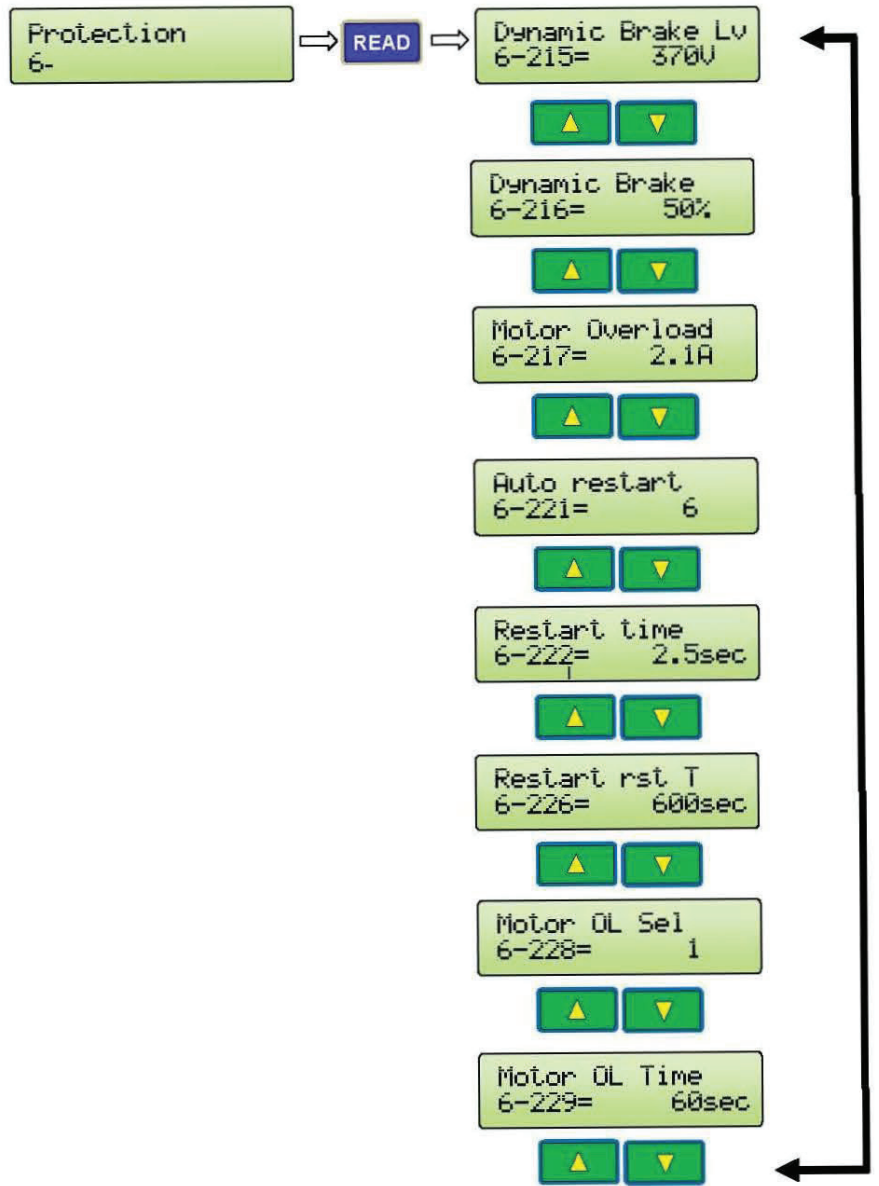 Protection
6-
READ
Dynamic Brake Lv
6-215= 370V
Dynamic Brake
6-216= 50%
Motor Overload
6-217= 2.1A
Auto restart
6-221= 6
Restart time
6-222= 2.5sec
Restart rst T
6-226= 600sec
Motor OL Sel
6-228= 1
Motor OL Time
6-229= 60sec